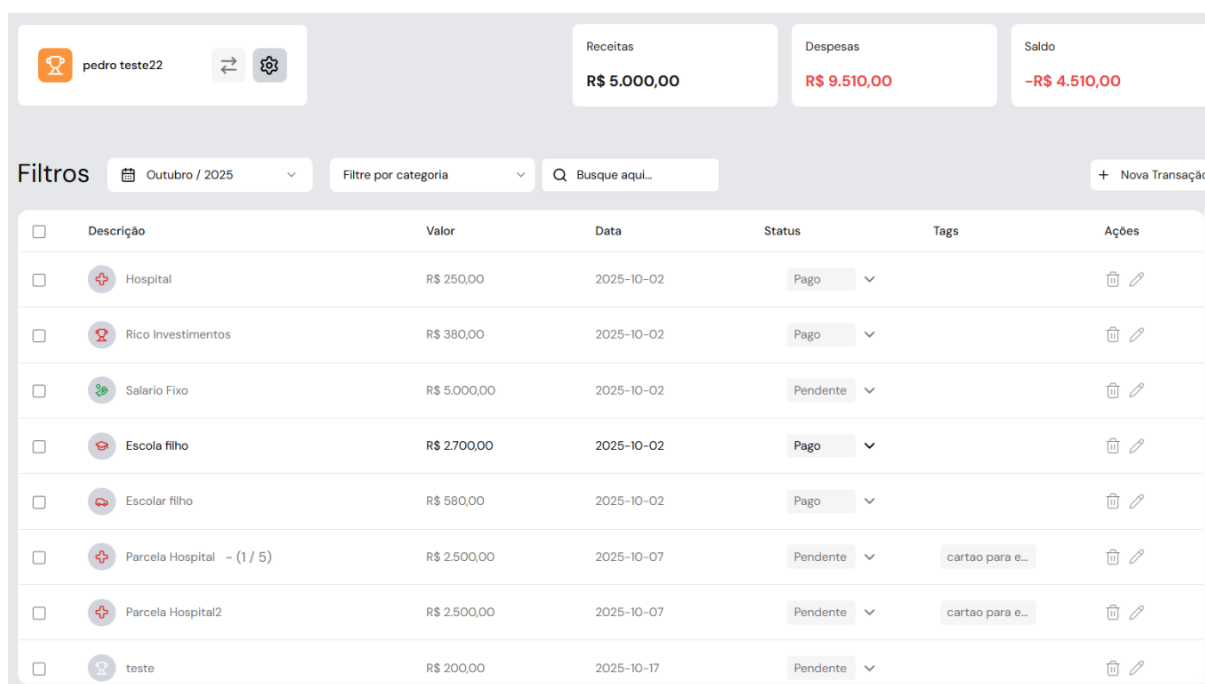 pedro teste22
Receitas
R$ 5.000,00
Despesas
R$ 9.510,00
Saldo
-R$ 4.510,00
Filtros
Outubro / 2025
Filtre por categoria
Busque aqui...
+ Nova Transação
Descrição Valor Data Status Tags Ações
Hospital R$ 250,00 2025-10-02 Pago
Rico Investimentos R$ 380,00 2025-10-02 Pago
Salario Fixo R$ 5.000,00 2025-10-02 Pendente
Escola filho R$ 2.700,00 2025-10-02 Pago
Escolar filho R$ 580,00 2025-10-02 Pago
Parcela Hospital - (1 / 5) R$ 2.500,00 2025-10-07 Pendente cartao para e...
Parcela Hospital2 R$ 2.500,00 2025-10-07 Pendente cartao para e...
teste R$ 200,00 2025-10-17 Pendente